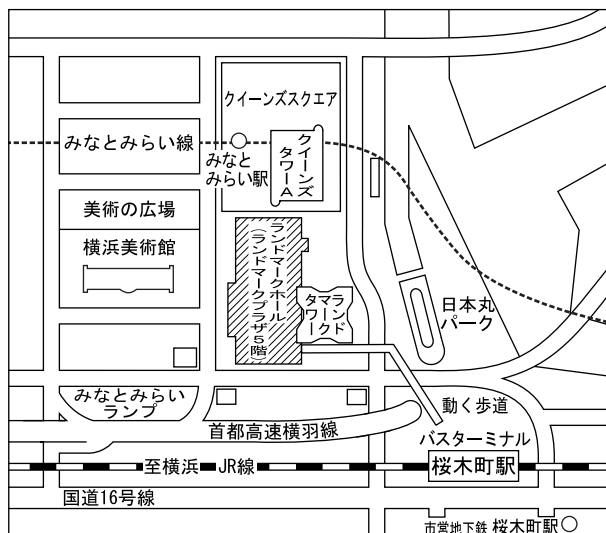 クイーンズスクエア
みなとみらい線
みなと
みらい駅
クイーンズ
タワーA
美術の広場
横浜美術館
ランドマークホール
(ランドマークプラザ5階)
ランド
マーク
タワー
日本丸
パーク
みなとみらい
ランプ
動く歩道
首都高速横羽線
バスターミナル
至横浜 JR線
桜木町駅
国道16号線
市営地下鉄 桜木町駅